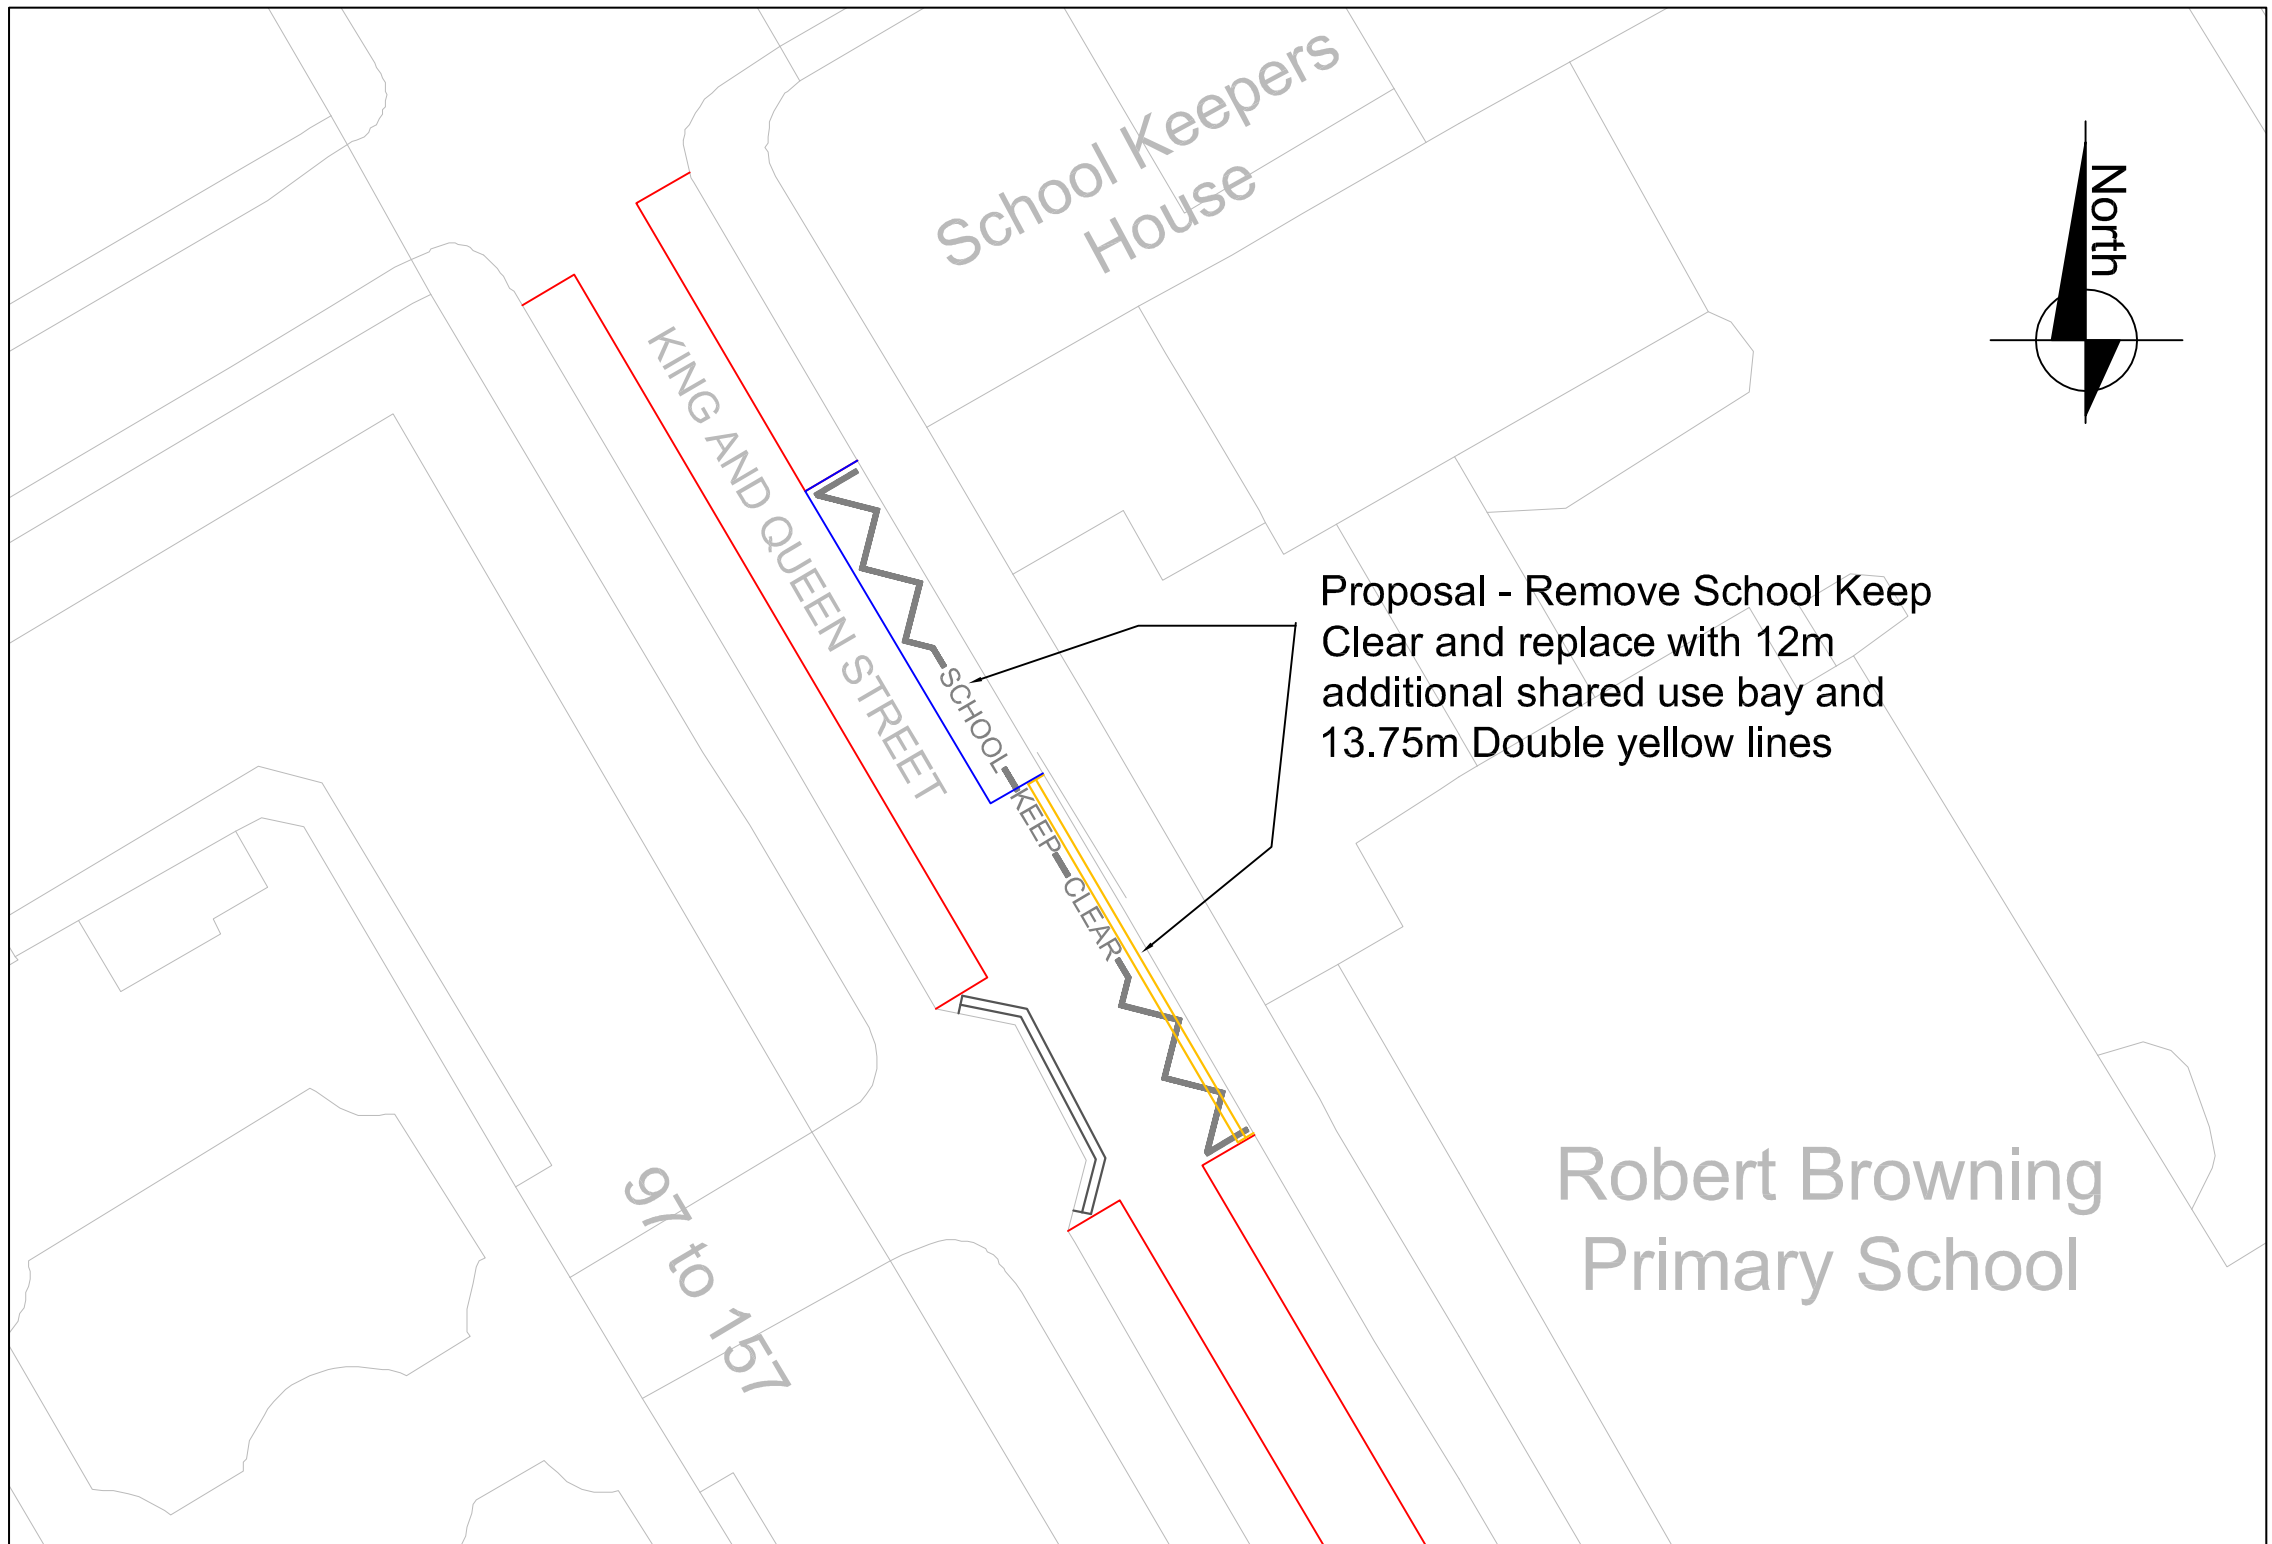 School Keepers
House
North
KING AND QUEEN STREET
Proposal - Remove School Keep
Clear and replace with 12m
additional shared use bay and
13.75m Double yellow lines
SCHOOL
KEEP
CLEAR
97 to 157
Robert Browning
Primary School